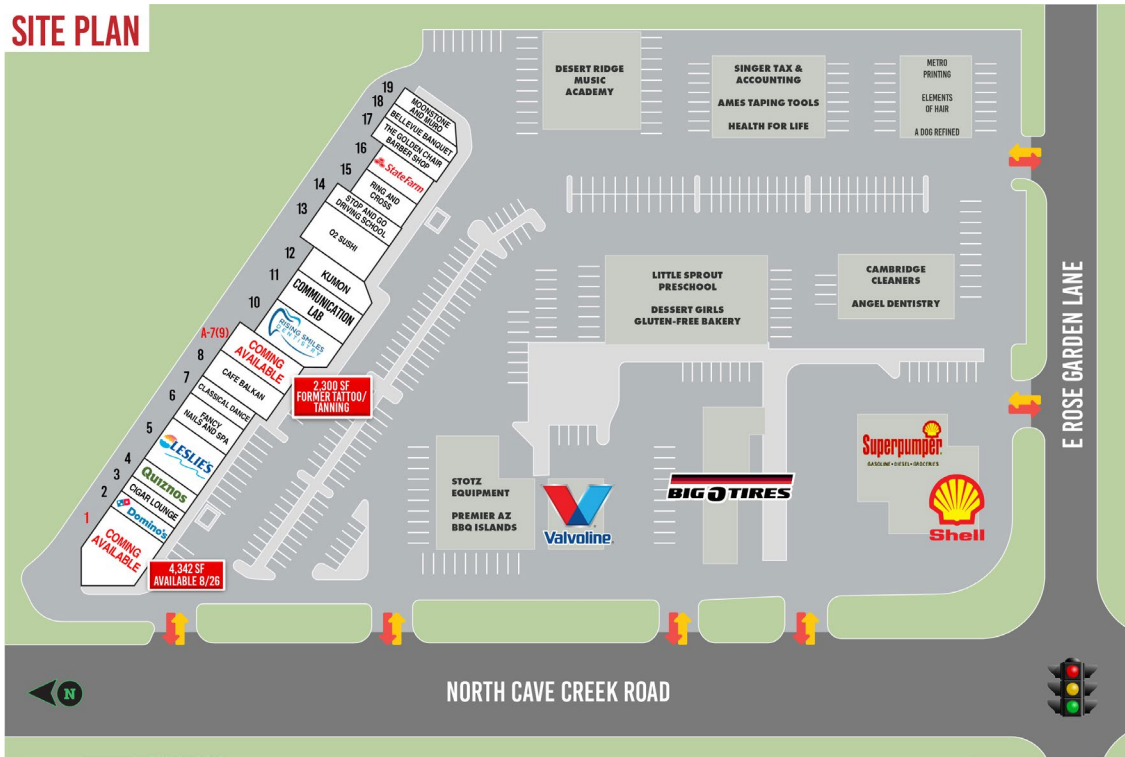 SITE PLAN
DESERT RIDGE
MUSIC
ACADEMY
SINGER TAX &
ACCOUNTING
AMES TAPING TOOLS
HEALTH FOR LIFE
METRO
PRINTING
ELEMENTS
OF HAIR
A DOG REFINED
19
MOONSTONE
AND MURO
18
BELLEVUE BANQUET
17
THE GOLDEN CHAIR
BARBER SHOP
16
StateFarm
15
RING AND
CROSS
14
STOP AND GO
DRIVING SCHOOL
13
O2 SUSHI
12
KUMON
11
COMMUNICATION
LAB
10
RISING SMILES
DENTISTRY
A-7(9)
COMING
AVAILABLE
2,300 SF
FORMER TATTOO/
TANNING
8
CAFE BALKAN
7
CLASSICAL DANCE
6
FANCY
NAILS AND SPA
5
LESLIE'S
4
Quiznos
3
CIGAR LOUNGE
2
Domino's
1
COMING
AVAILABLE
4,342 SF
AVAILABLE 8/26
LITTLE SPROUT
PRESCHOOL
DESSERT GIRLS
GLUTEN-FREE BAKERY
CAMBRIDGE
CLEANERS
ANGEL DENTISTRY
STOTZ
EQUIPMENT
PREMIER AZ
BBQ ISLANDS
Valvoline
BIG O TIRES
Superpumper
GASOLINE • DIESEL • GROCERIES
Shell
E ROSE GARDEN LANE
N
NORTH CAVE CREEK ROAD